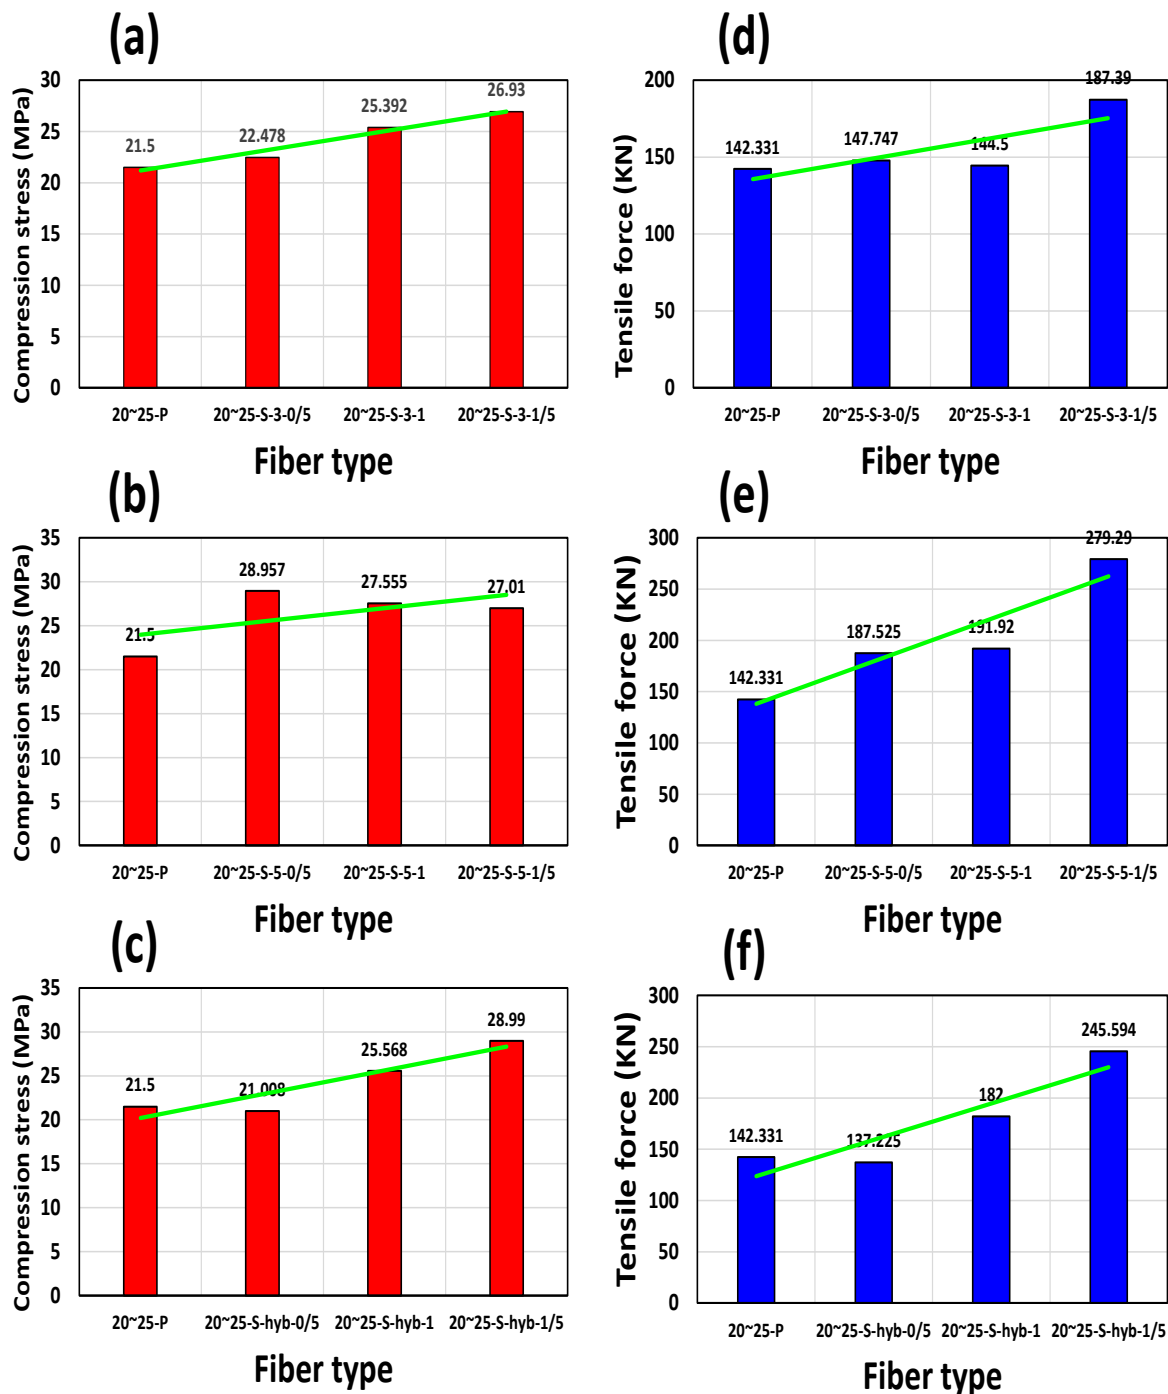 (a)
30
25
20
15
10
5
0
Compression stress (MPa)
21.5
22.478
25.392
26.93
20~25-P
20~25-S-3-0/5
20~25-S-3-1
20~25-S-3-1/5
Fiber type
(d)
200
150
100
50
0
Tensile force (KN)
142.331
147.747
144.5
187.39
20~25-P
20~25-S-3-0/5
20~25-S-3-1
20~25-S-3-1/5
Fiber type
(b)
35
30
25
20
15
10
5
0
Compression stress (MPa)
21.5
28.957
27.555
27.01
20~25-P
20~25-S-5-0/5
20~25-S-5-1
20~25-S-5-1/5
Fiber type
(e)
300
250
200
150
100
50
0
Tensile force (KN)
142.331
187.525
191.92
279.29
20~25-P
20~25-S-5-0/5
20~25-S-5-1
20~25-S-5-1/5
Fiber type
(c)
35
30
25
20
15
10
5
0
Compression stress (MPa)
21.5
21.008
25.568
28.99
20~25-P
20~25-S-hyb-0/5
20~25-S-hyb-1
20~25-S-hyb-1/5
Fiber type
(f)
300
250
200
150
100
50
0
Tensile force (KN)
142.331
137.225
182
245.594
20~25-P
20~25-S-hyb-0/5
20~25-S-hyb-1
20~25-S-hyb-1/5
Fiber type